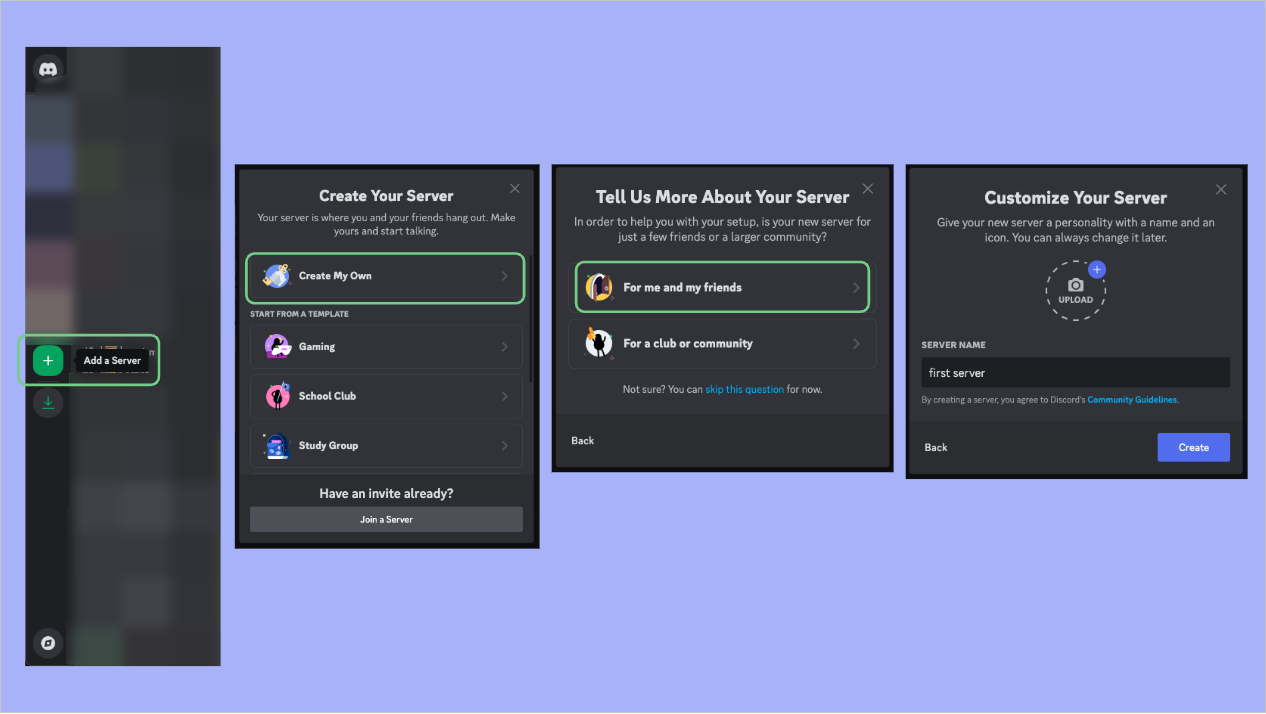 Add a Server
Create Your Server
Your server is where you and your friends hang out. Make
yours and start talking.
Create My Own
START FROM A TEMPLATE
Gaming
School Club
Study Group
Have an invite already?
Join a Server
Tell Us More About Your Server
In order to help you with your setup, is your new server for
just a few friends or a larger community?
For me and my friends
For a club or community
Not sure? You can skip this question for now.
Back
Customize Your Server
Give your new server a personality with a name and an
icon. You can always change it later.
UPLOAD
SERVER NAME
first server
By creating a server, you agree to Discord's Community Guidelines.
Back
Create